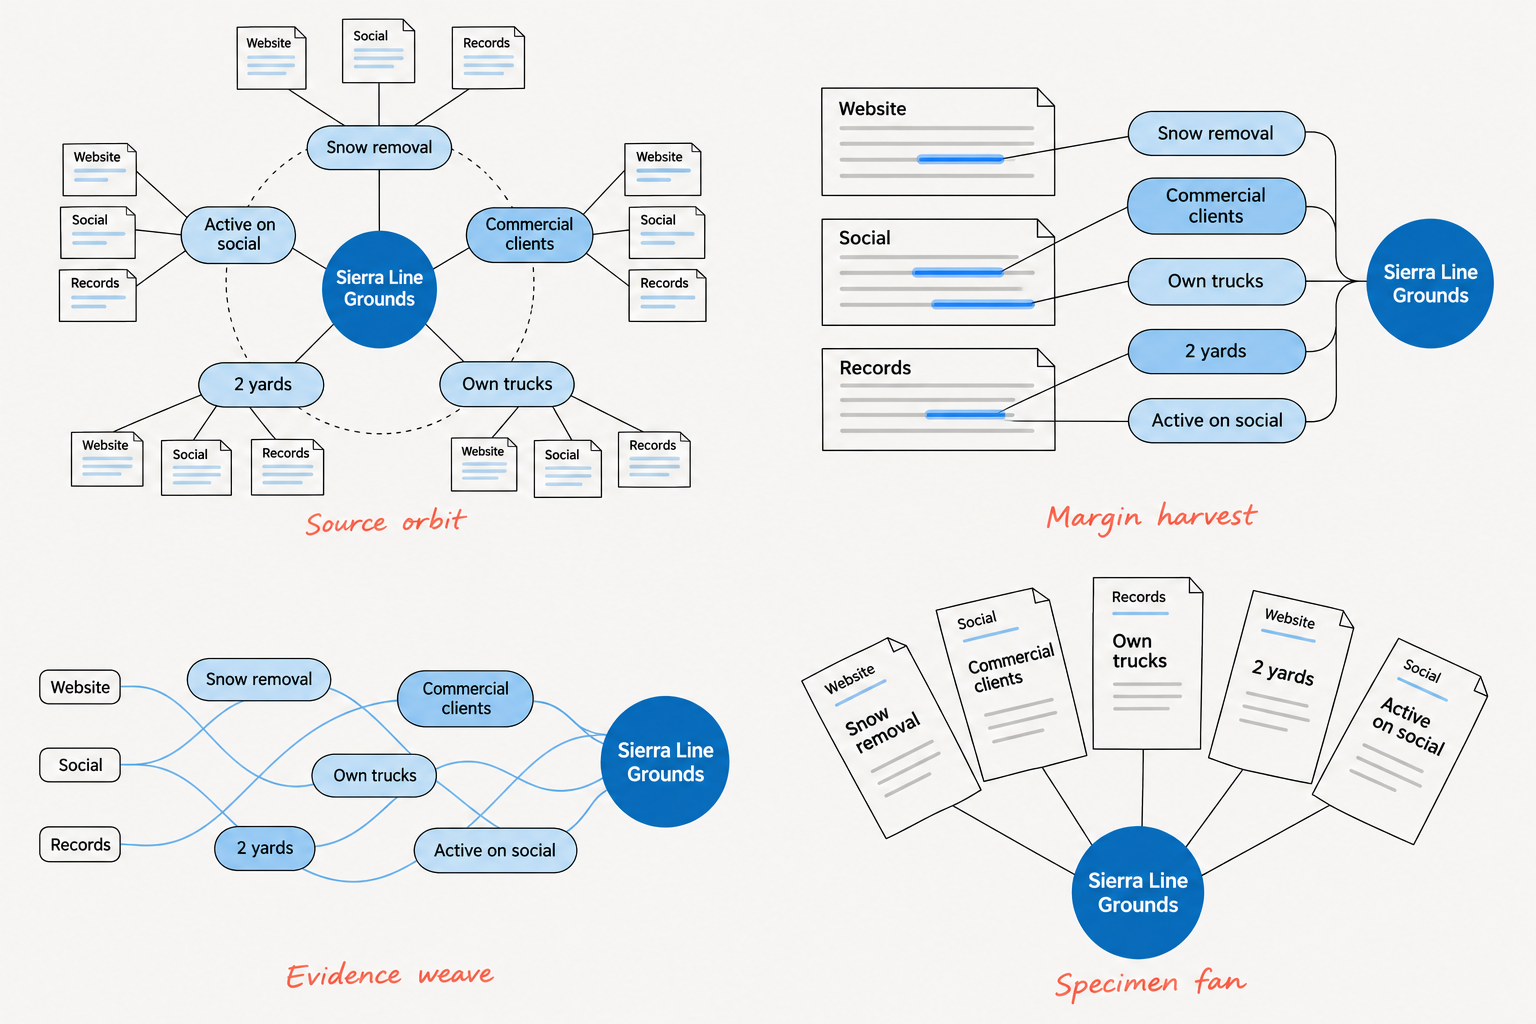 Website
Social
Records
Snow removal
Website
Social
Records
Active on
social
Commercial
clients
Website
Social
Records
Sierra Line
Grounds
2 yards
Own trucks
Website
Social
Records
Website
Social
Records
Source orbit
Website
Social
Records
Snow removal
Commercial
clients
Own trucks
2 yards
Active on social
Sierra Line
Grounds
Margin harvest
Website
Social
Records
Snow removal
Commercial
clients
Own trucks
2 yards
Active on social
Sierra Line
Grounds
Evidence weave
Website
Snow
removal
Social
Commercial
clients
Records
Own
trucks
Website
2 yards
Social
Active
on social
Sierra Line
Grounds
Specimen fan